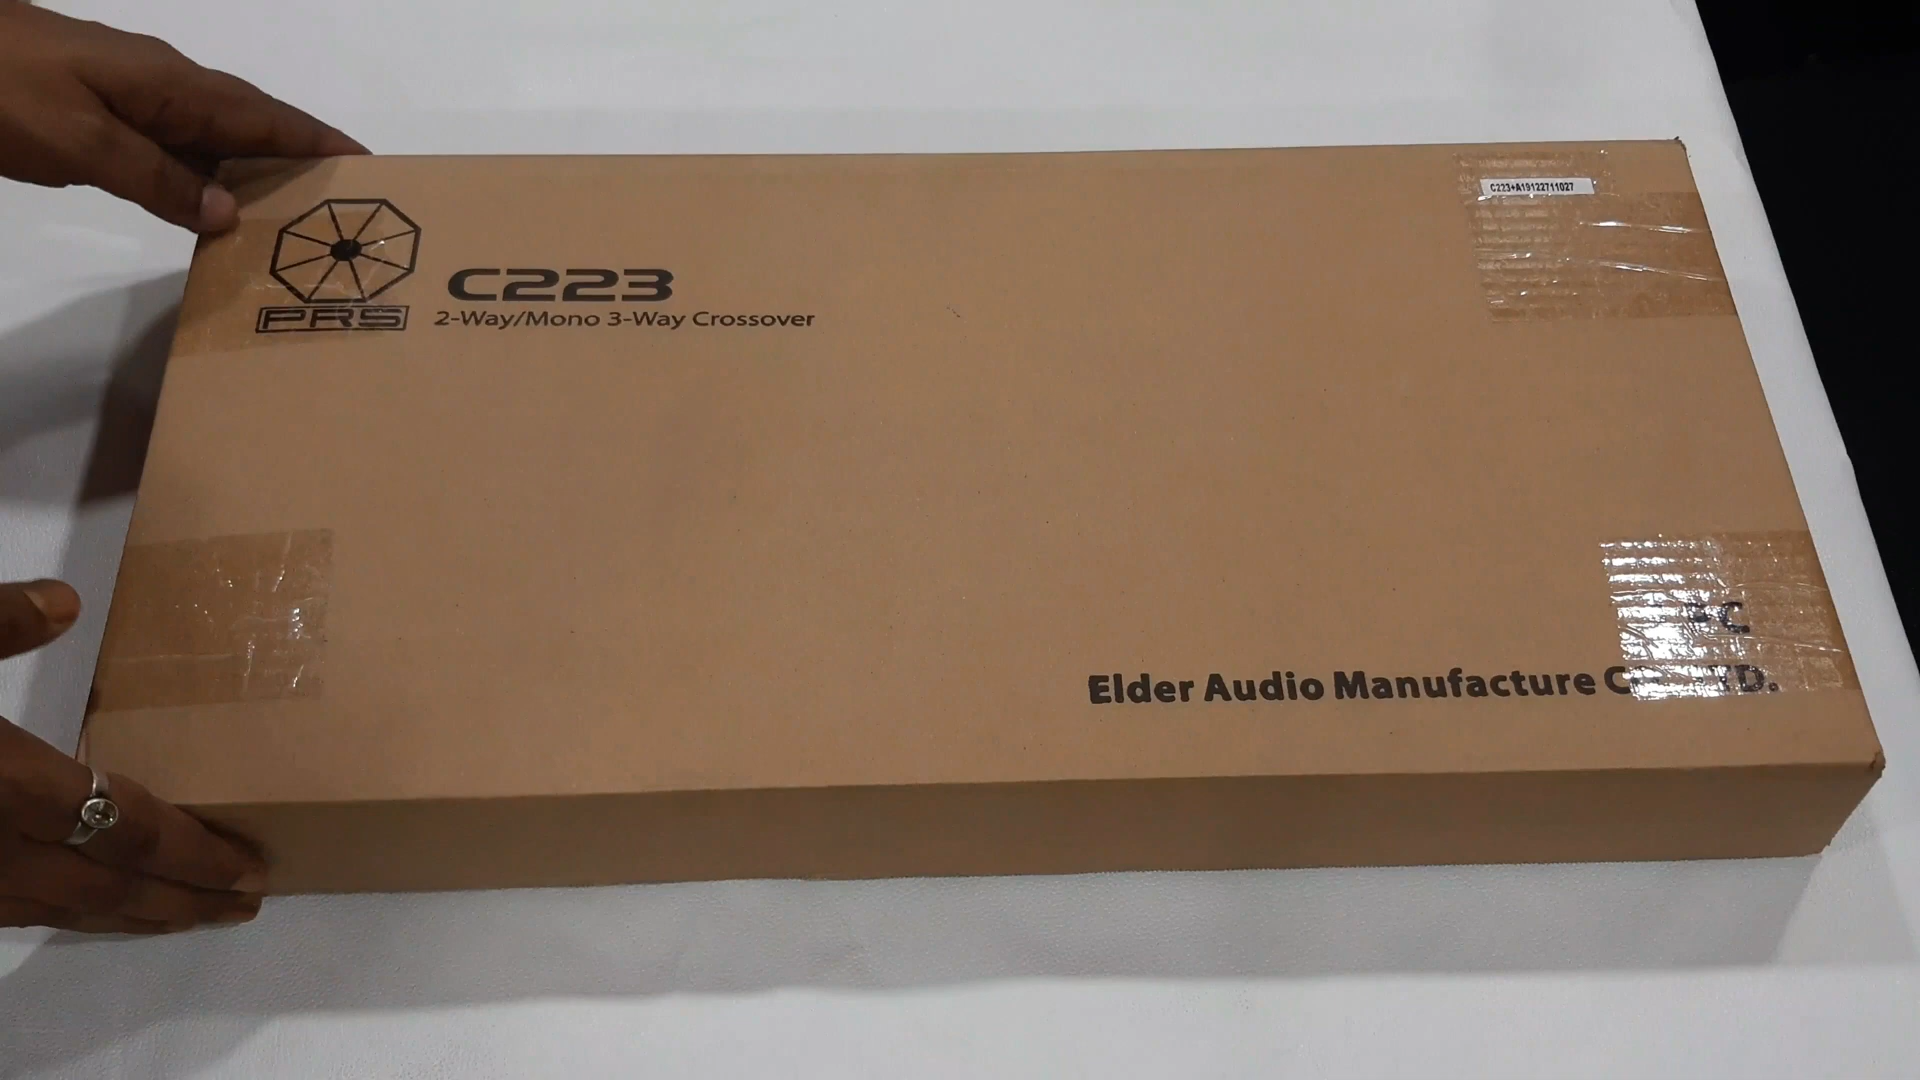 C223+A19122711027
PRS
C223
2-Way/Mono 3-Way Crossover
Elder Audio Manufacture